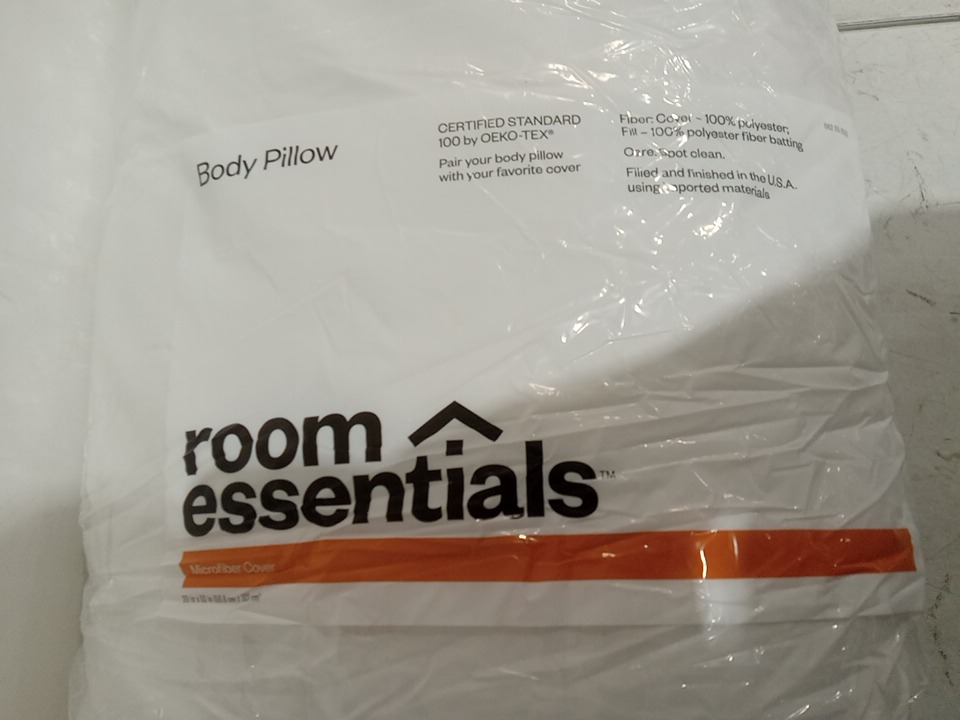 Body Pillow
CERTIFIED STANDARD
100 by OEKO-TEX®
Pair your body pillow
with your favorite cover
Fiber: Cover – 100% polyester;
Fill – 100% polyester fiber batting
Care: Spot clean.
Filled and finished in the U.S.A.
using imported materials
room
essentials™
Microfiber Cover